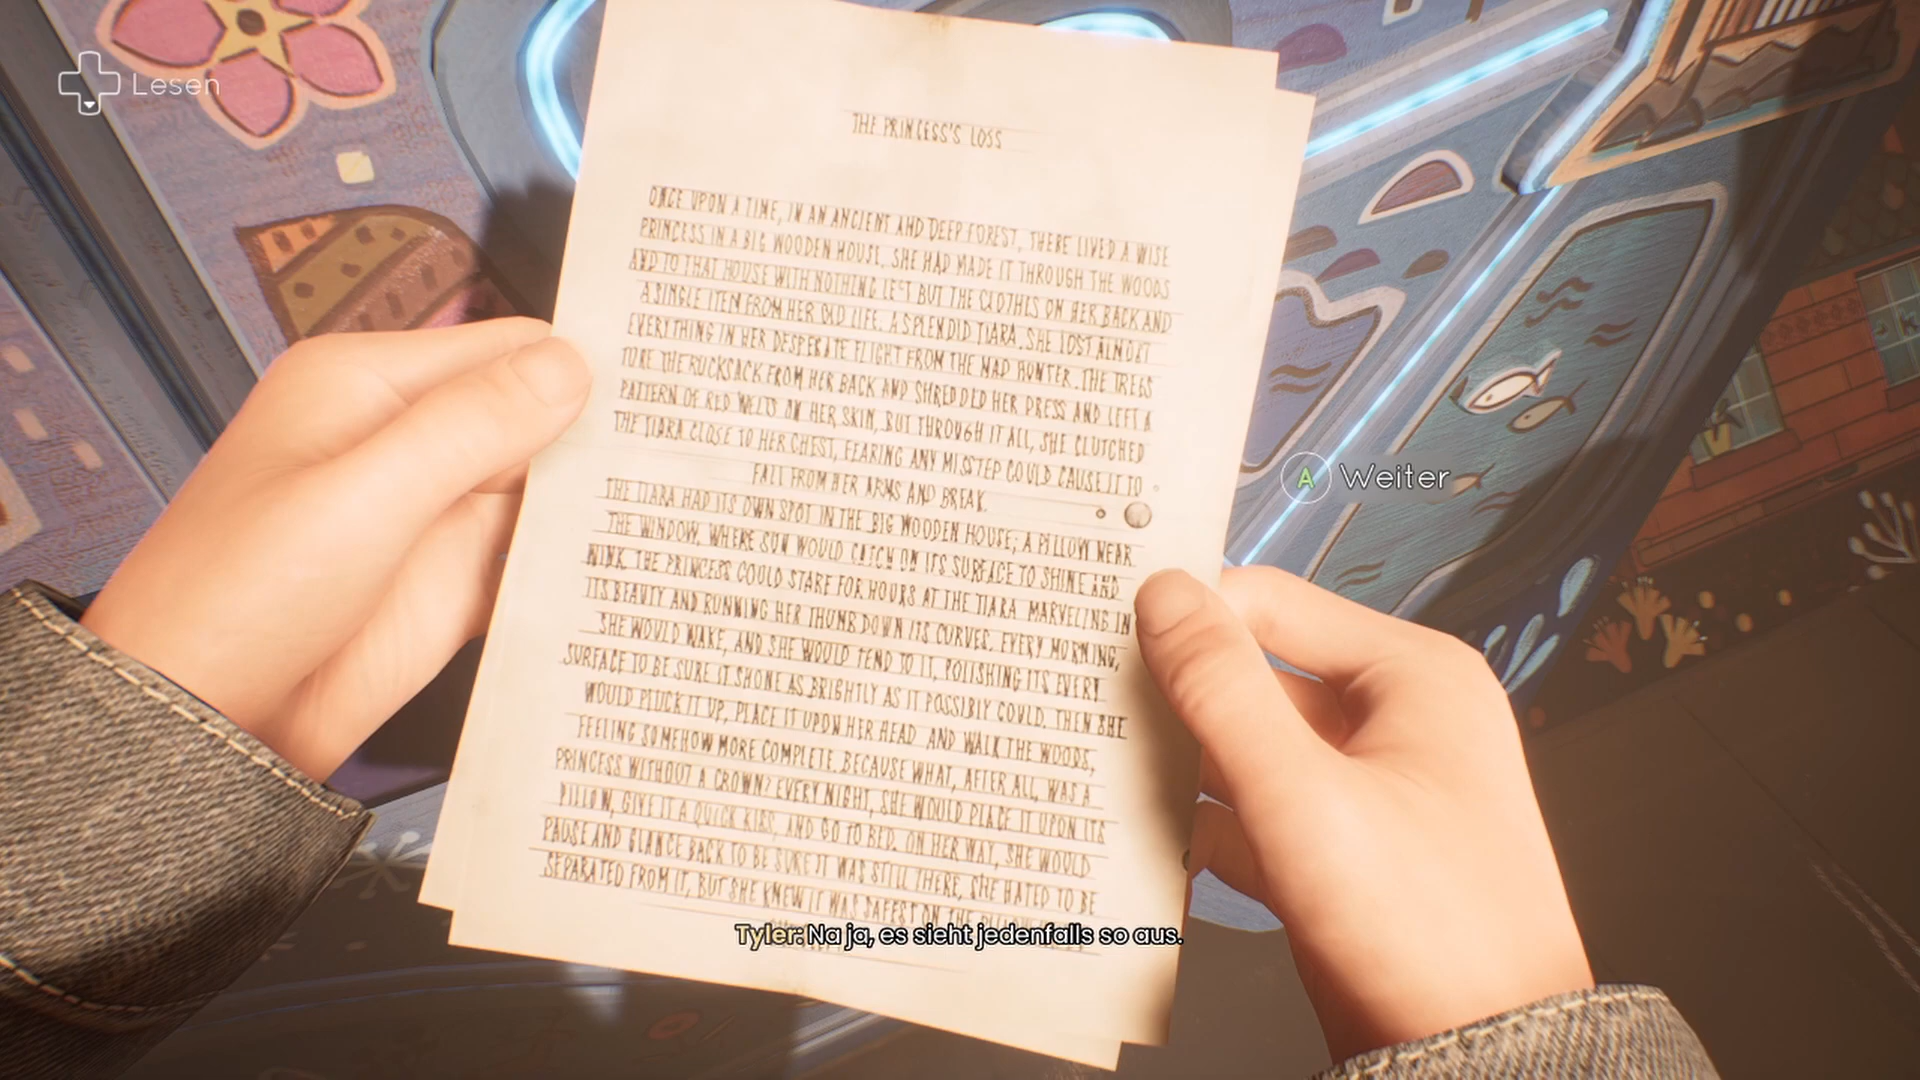 Lesen
THE PRINCESS'S LOSS
ONCE UPON A TIME, IN AN ANCIENT AND DEEP FOREST, THERE LIVED A WISE
PRINCESS IN A BIG WOODEN HOUSE. SHE HAD MADE IT THROUGH THE WOODS
AND TO THAT HOUSE WITH NOTHING LEFT BUT THE CLOTHES ON HER BACK AND
A SINGLE ITEM FROM HER OLD LIFE. A SPLENDID TIARA. SHE LOST ALMOST
EVERYTHING IN HER DESPERATE FLIGHT FROM THE MAD HUNTER. THE TREES
TORE THE RUCKSACK FROM HER BACK AND SHREDDED HER DRESS AND LEFT A
PATTERN OF RED WELTS ON HER SKIN, BUT THROUGH IT ALL, SHE CLUTCHED
THE TIARA CLOSE TO HER CHEST, FEARING ANY MISSTEP COULD CAUSE IT TO
FALL FROM HER ARMS AND BREAK.
THE TIARA HAD ITS OWN SPOT IN THE BIG WOODEN HOUSE; A PILLOW NEAR
THE WINDOW, WHERE SUN WOULD CATCH ON ITS SURFACE TO SHINE AND
WINK. THE PRINCESS COULD STARE FOR HOURS AT THE TIARA MARVELING IN
ITS BEAUTY AND RUNNING HER THUMB DOWN ITS CURVES. EVERY MORNING,
SHE WOULD WAKE, AND SHE WOULD TEND TO IT, POLISHING ITS EVERY
SURFACE TO BE SURE IT SHONE AS BRIGHTLY AS IT POSSIBLY COULD. THEN SHE
WOULD PLUCK IT UP, PLACE IT UPON HER HEAD AND WALK THE WOODS,
FEELING SOMEHOW MORE COMPLETE. BECAUSE WHAT, AFTER ALL, WAS A
PRINCESS WITHOUT A CROWN? EVERY NIGHT, SHE WOULD PLACE IT UPON ITS
PILLOW, GIVE IT A QUICK KISS, AND GO TO BED. ON HER WAY, SHE WOULD
PAUSE AND GLANCE BACK TO BE SURE IT WAS STILL THERE, SHE HATED TO BE
SEPARATED FROM IT, BUT SHE KNEW IT WAS SAFEST ON THE PILLOW
A Weiter
Tyler: Na ja, es sieht jedenfalls so aus.